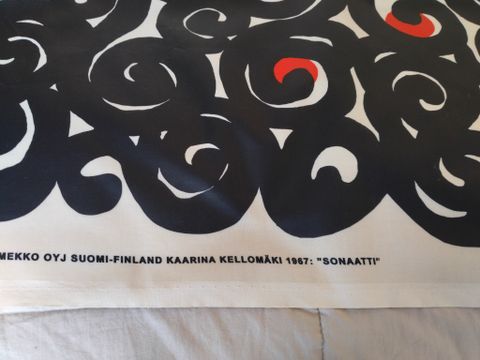 MEKKO OYJ SUOMI-FINLAND KAARINA KELLOMÄKI 1967: "SONAATTI"